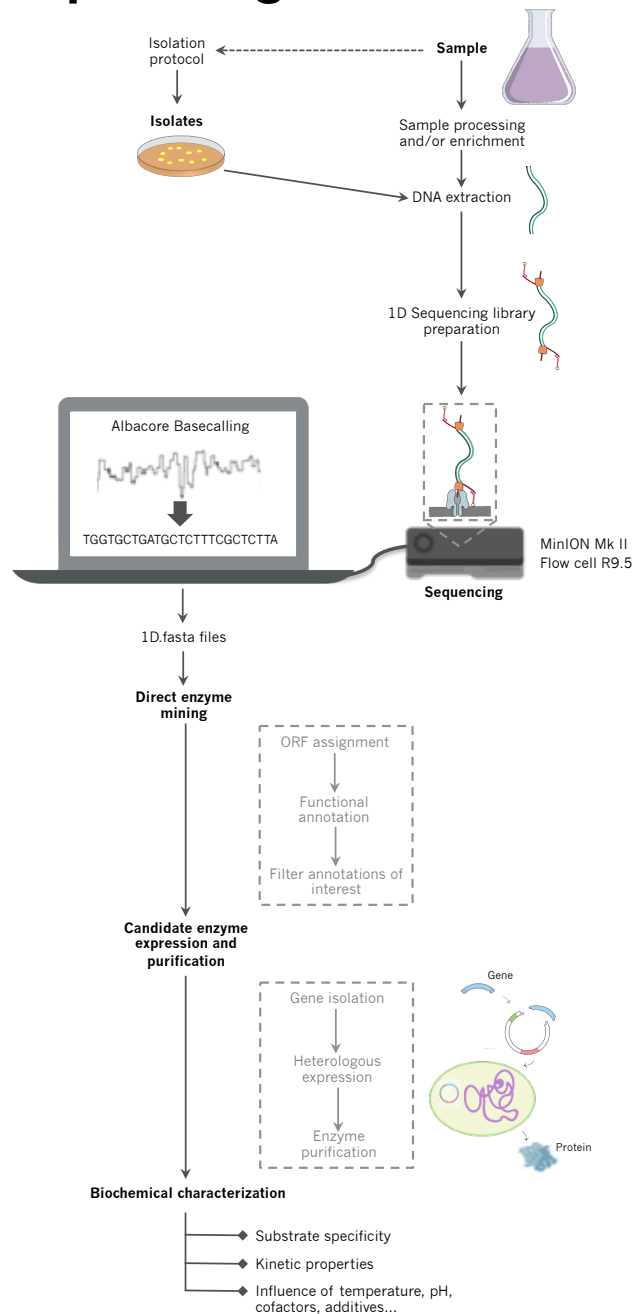 Isolation
protocol
Sample
Isolates
Sample processing
and/or enrichment
DNA extraction
1D Sequencing library
preparation
Albacore Basecalling
TGGTGCTGATGCTCTTTCGCTCTTA
MinION Mk II
Flow cell R9.5
Sequencing
1D.fasta files
Direct enzyme
mining
ORF assignment
Functional
annotation
Filter annotations of
interest
Candidate enzyme
expression and
purification
Gene
Gene isolation
Heterologous
expression
Enzyme
purification
Protein
Biochemical characterization
Substrate specificity
Kinetic properties
Influence of temperature, pH,
cofactors, additives...